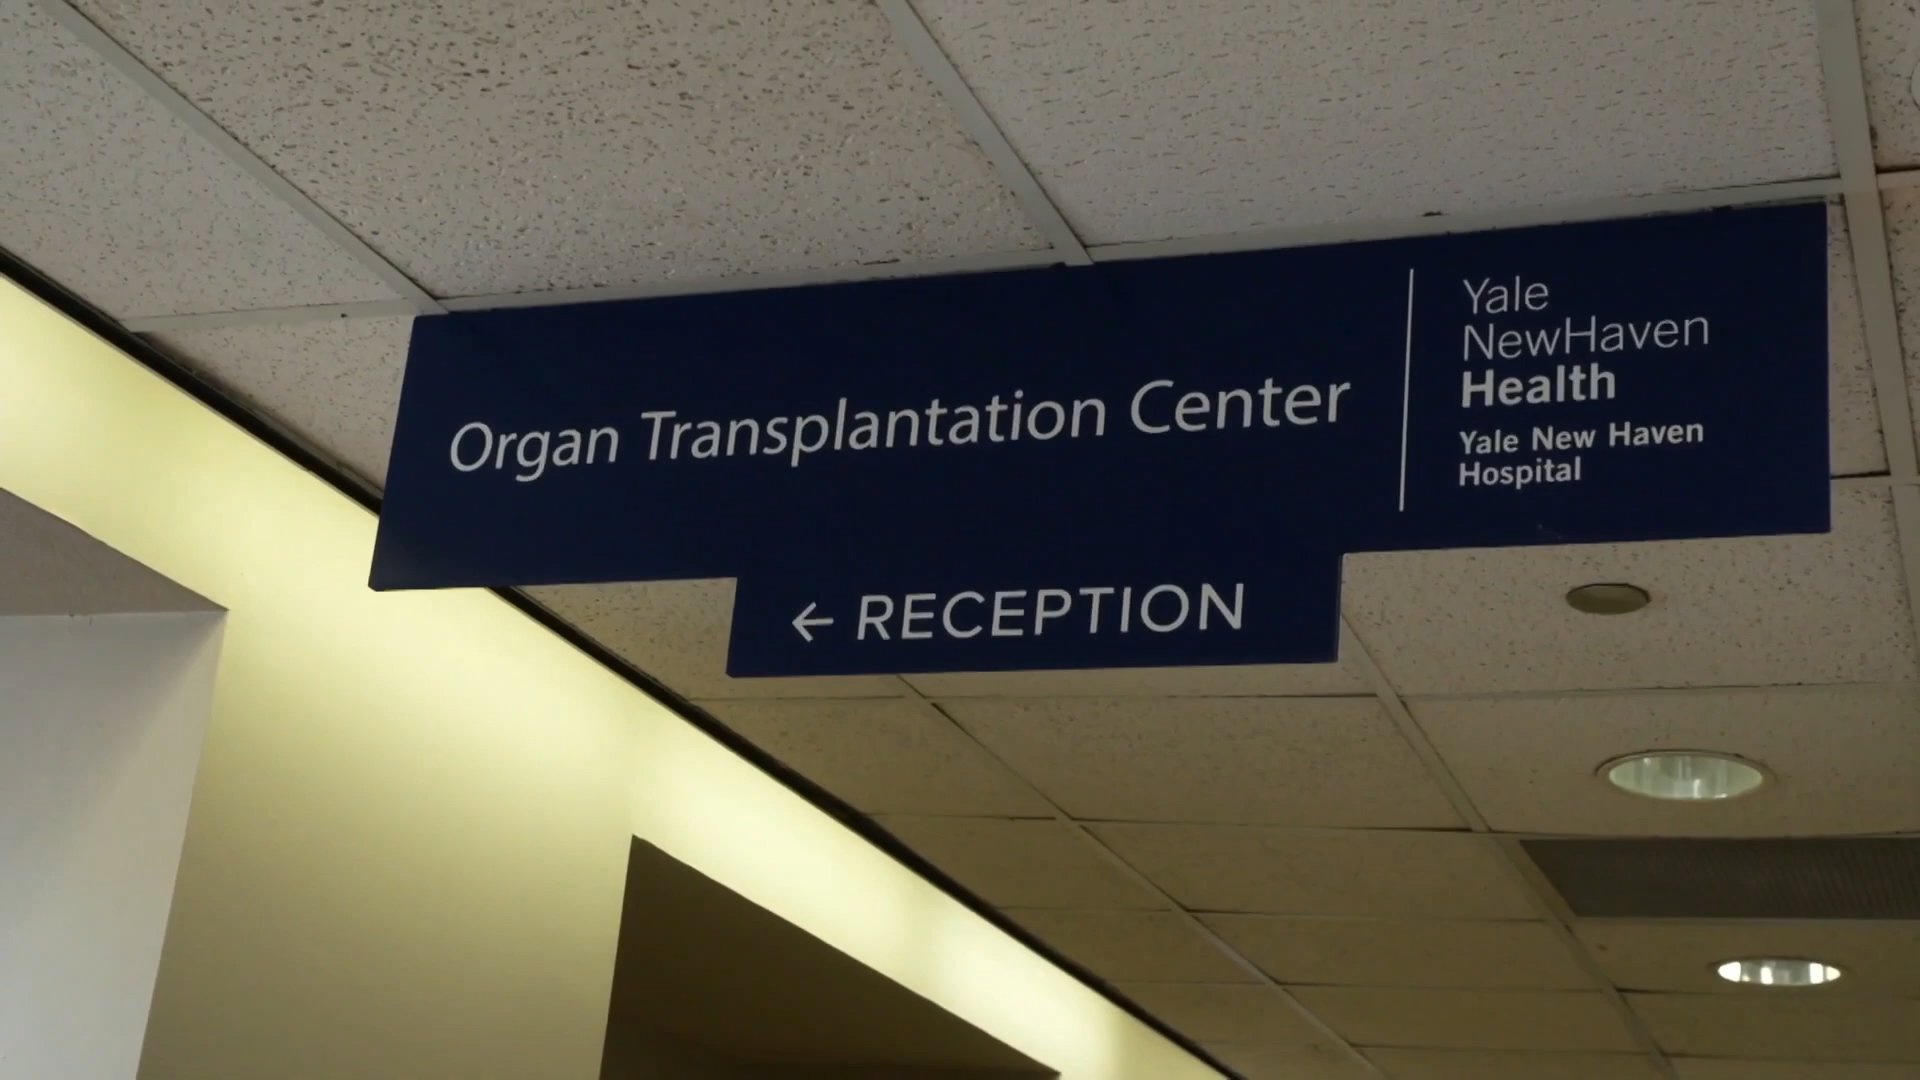 Organ Transplantation Center
Yale
NewHaven
Health
Yale New Haven
Hospital
← RECEPTION